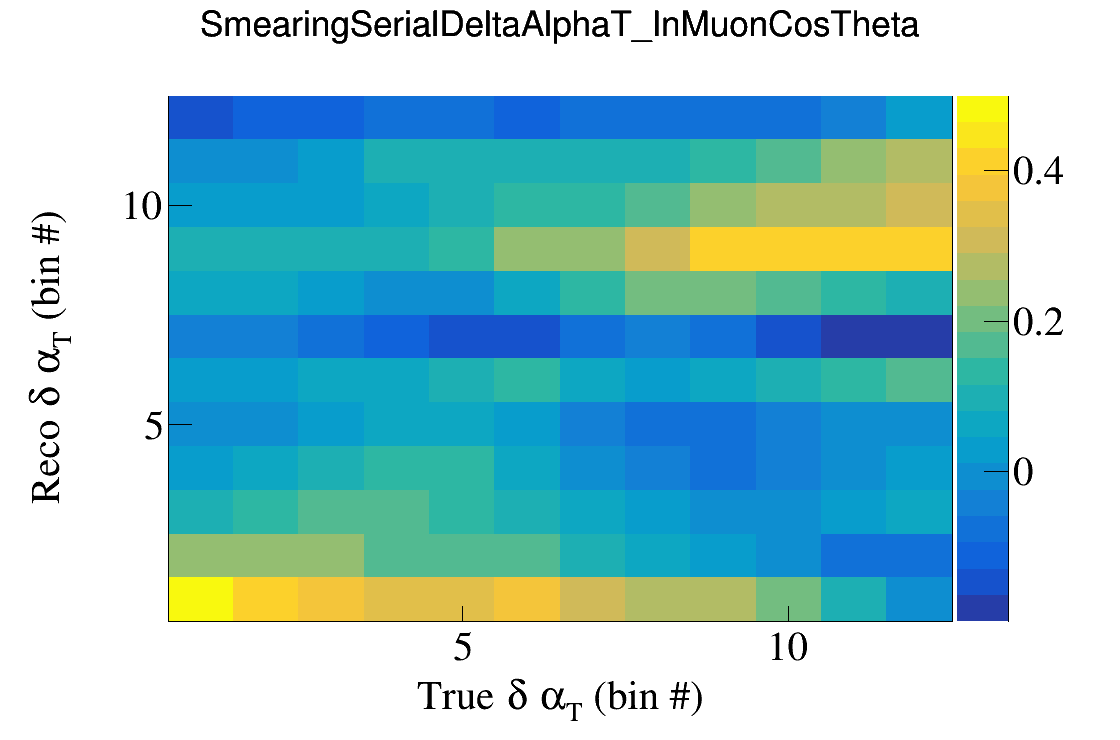 SmearingSerialDeltaAlphaT_InMuonCosTheta
Reco δ α_T (bin #)
10
5
5
10
True δ α_T (bin #)
0.4
0.2
0